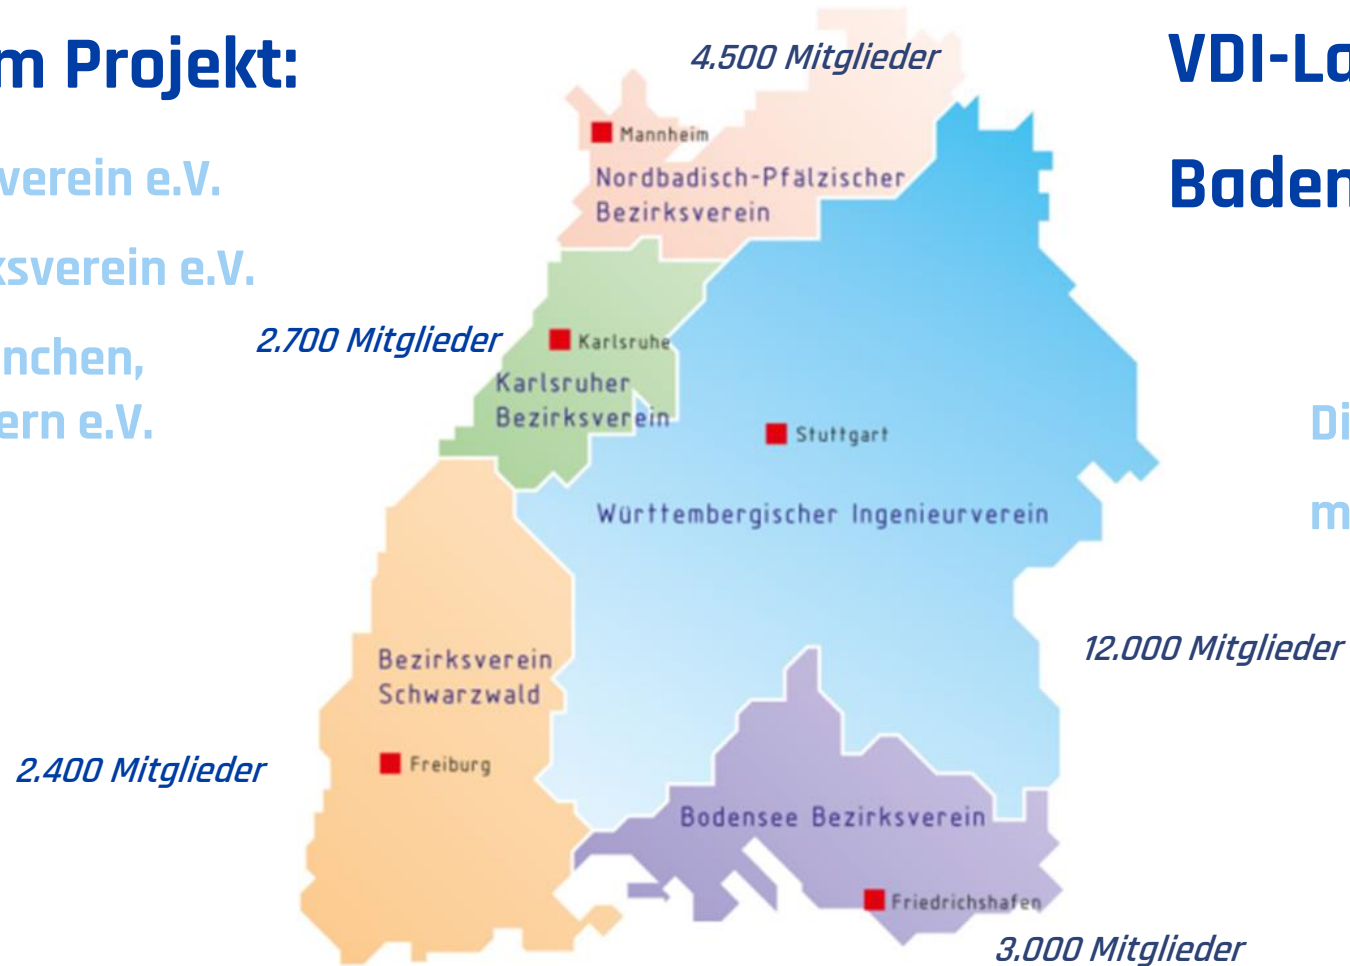 m Projekt:
verein e.V.
ksverein e.V.
nchen,
ern e.V.
4.500 Mitglieder
Mannheim
Nordbadisch-Pfälzischer
Bezirksverein
2.700 Mitglieder
Karlsruhe
Karlsruher
Bezirksverein
Stuttgart
Württembergischer Ingenieurverein
12.000 Mitglieder
Bezirksverein
Schwarzwald
2.400 Mitglieder
Freiburg
Bodensee Bezirksverein
Friedrichshafen
3.000 Mitglieder
VDI-La
Baden
Di
m